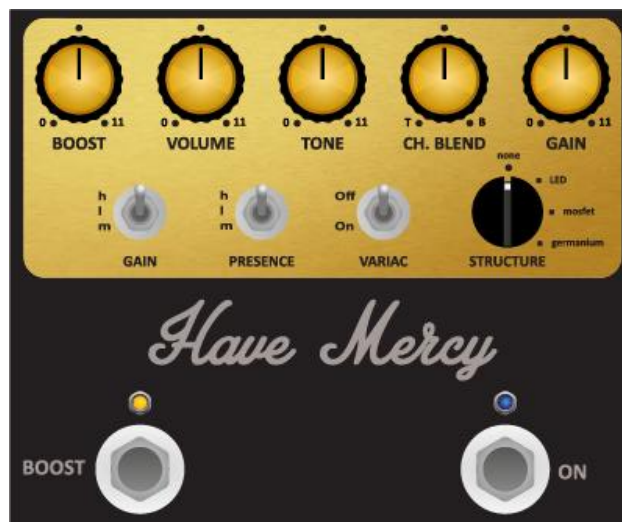 0 11 0 11 0 11 T B 0 11
BOOST VOLUME TONE CH. BLEND GAIN
none
h h Off LED
l l mosfet
m m On germanium
GAIN PRESENCE VARIAC STRUCTURE
Have Mercy
BOOST ON